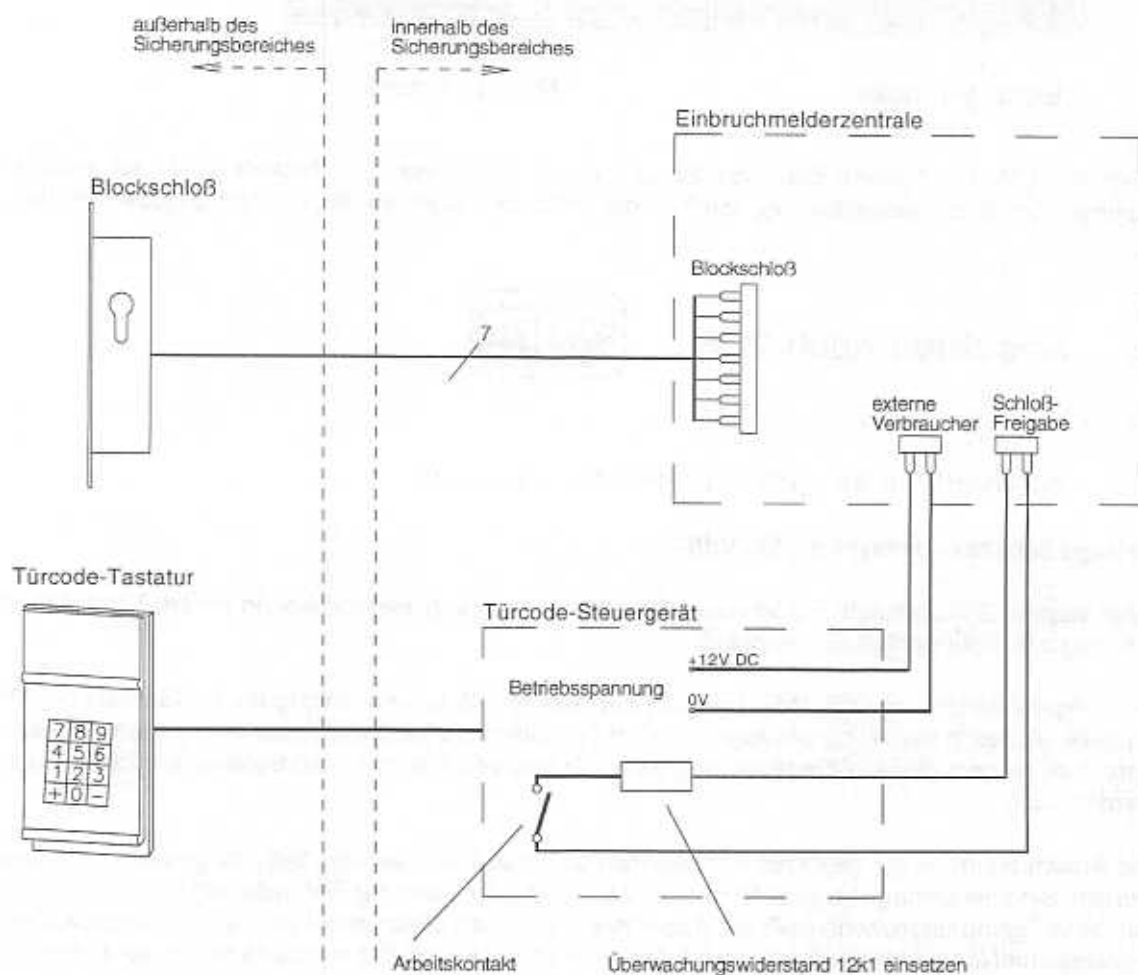 außerhalb des
Sicherungsbereiches
innerhalb des
Sicherungsbereiches
Einbruchmelderzentrale
Blockschloß
Blockschloß
7
externe
Verbraucher
Schloß-
Freigabe
Türcode-Tastatur
Türcode-Steuergerät
+12V DC
Betriebsspannung
0V
7 8 9
4 5 6
1 2 3
+ 0 -
Arbeitskontakt
Überwachungswiderstand 12k1 einsetzen